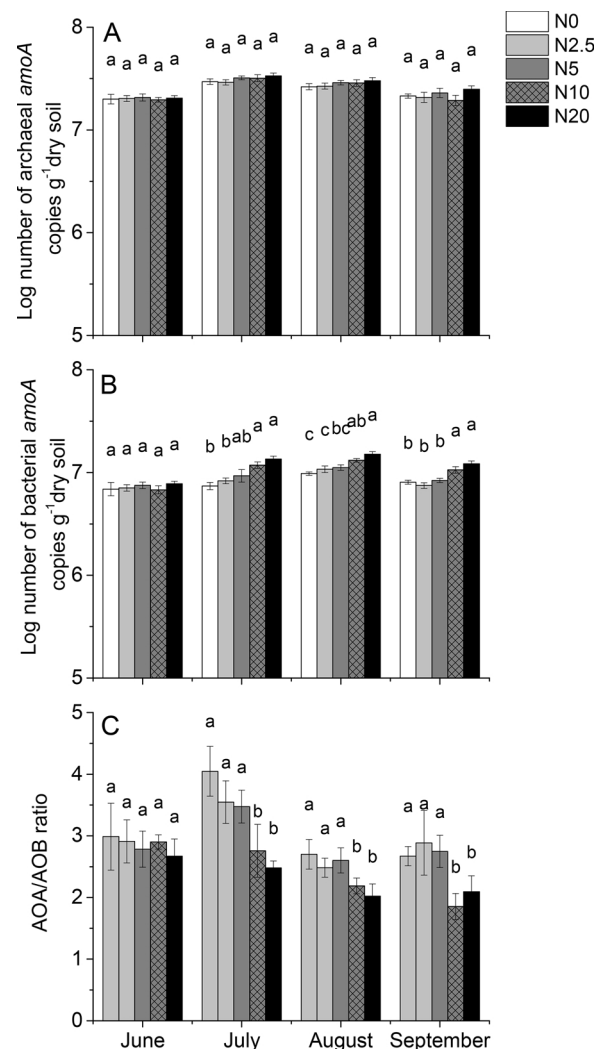 N0
N2.5
N5
N10
N20
A
a a a a a a a a a a a a a a a a a a a a
8
7
6
5
Log number of archaeal amoA
copies g⁻¹dry soil
B
a a a a a b b ab a a c c bc ab a b b b a a
8
7
6
5
Log number of bacterial amoA
copies g⁻¹dry soil
C
a a a a a a a a b b a a a b b a a a b b
5
4
3
2
1
0
AOA/AOB ratio
June July August September